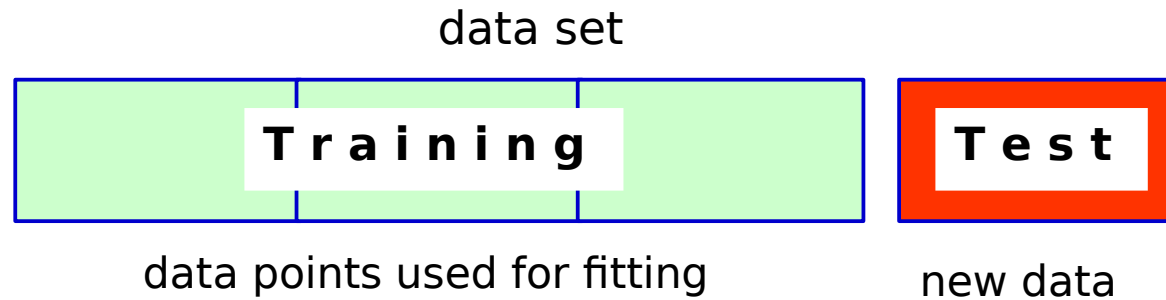 data set
Training
Test
data points used for fitting
new data